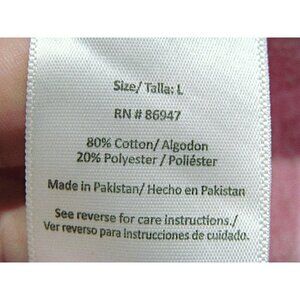 Size/ Talla: L
RN # 86947
80% Cotton/ Algodon
20% Polyester / Poliéster
Made in Pakistan/ Hecho en Pakistan
See reverse for care instructions./
Ver reverso para instrucciones de cuidado.